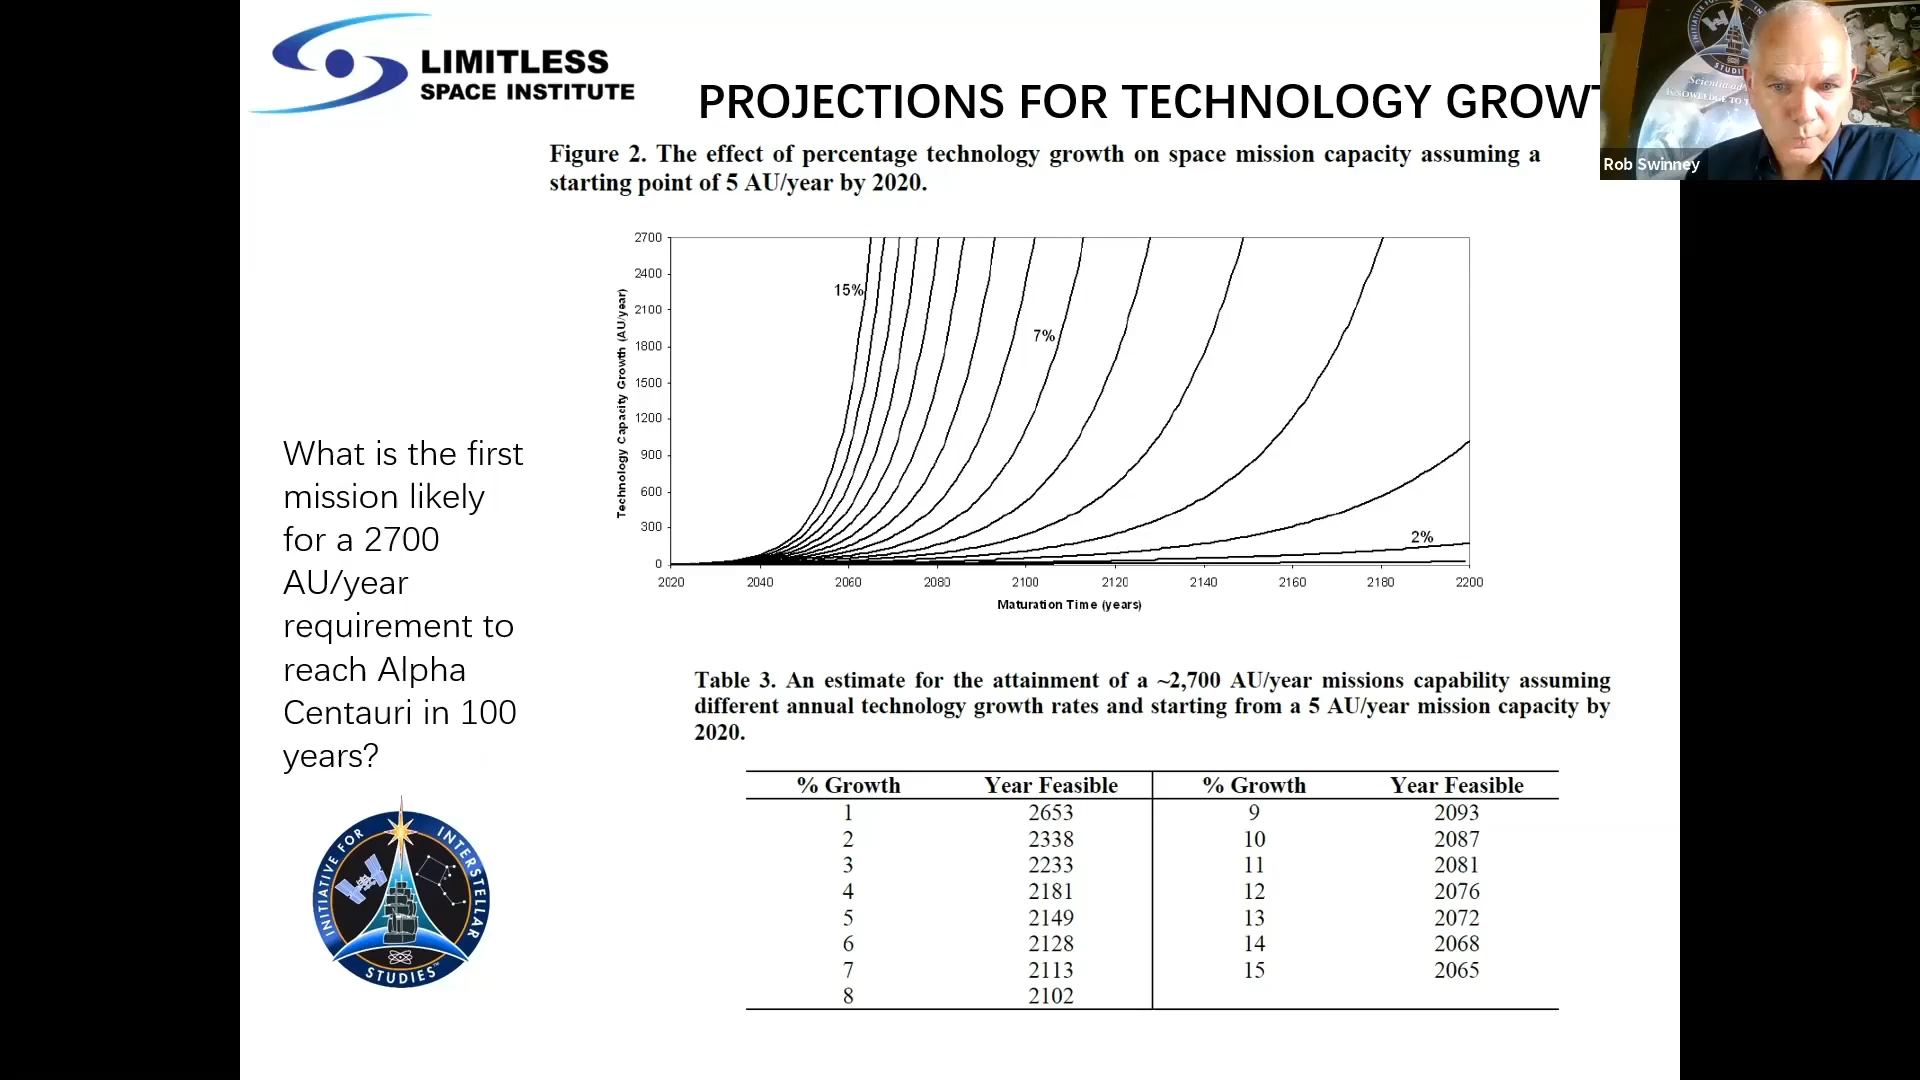 LIMITLESS
SPACE INSTITUTE
PROJECTIONS FOR TECHNOLOGY GROWT
Rob Swinney
Figure 2. The effect of percentage technology growth on space mission capacity assuming a
starting point of 5 AU/year by 2020.
Technology Capacity Growth (AU/year)
2700
2400
2100
1800
1500
1200
900
600
300
0
15%
7%
2%
2020 2040 2060 2080 2100 2120 2140 2160 2180 2200
Maturation Time (years)
What is the first
mission likely
for a 2700
AU/year
requirement to
reach Alpha
Centauri in 100
years?
INITIATIVE FOR INTERSTELLAR STUDIES
Table 3. An estimate for the attainment of a ~2,700 AU/year missions capability assuming
different annual technology growth rates and starting from a 5 AU/year mission capacity by
2020.
% Growth Year Feasible % Growth Year Feasible
1 2653 9 2093
2 2338 10 2087
3 2233 11 2081
4 2181 12 2076
5 2149 13 2072
6 2128 14 2068
7 2113 15 2065
8 2102